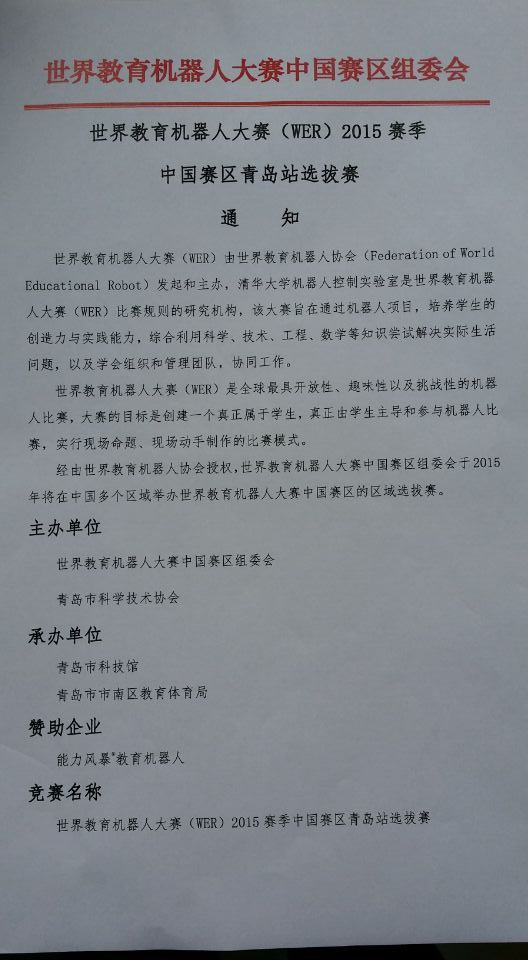 世界教育机器人大赛中国赛区组委会
世界教育机器人大赛（WER）2015 赛季
中国赛区青岛站选拔赛
通 知
世界教育机器人大赛（WER）由世界教育机器人协会（Federation of World
Educational Robot）发起和主办，清华大学机器人控制实验室是世界教育机器
人大赛（WER）比赛规则的研究机构，该大赛旨在通过机器人项目，培养学生的
创造力与实践能力，综合利用科学、技术、工程、数学等知识尝试解决实际生活
问题，以及学会组织和管理团队，协同工作。
世界教育机器人大赛（WER）是全球最具开放性、趣味性以及挑战性的机器
人比赛，大赛的目标是创建一个真正属于学生，真正由学生主导和参与机器人比
赛，实行现场命题、现场动手制作的比赛模式。
经由世界教育机器人协会授权,世界教育机器人大赛中国赛区组委会于 2015
年将在中国多个区域举办世界教育机器人大赛中国赛区的区域选拔赛。
主办单位
世界教育机器人大赛中国赛区组委会
青岛市科学技术协会
承办单位
青岛市科技馆
青岛市市南区教育体育局
赞助企业
能力风暴®教育机器人
竞赛名称
世界教育机器人大赛（WER）2015 赛季中国赛区青岛站选拔赛